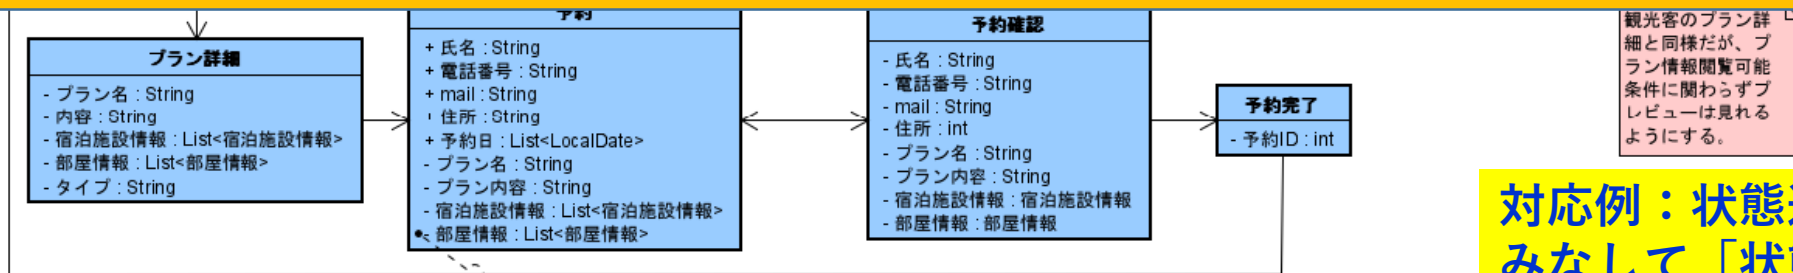 プラン詳細
- プラン名 : String
- 内容 : String
- 宿泊施設情報 : List<宿泊施設情報>
- 部屋情報 : List<部屋情報>
- タイプ : String
予約
+ 氏名 : String
+ 電話番号 : String
+ mail : String
住所 : String
+ 予約日 : List<LocalDate>
- プラン名 : String
- プラン内容 : String
- 宿泊施設情報 : List<宿泊施設情報>
部屋情報 : List<部屋情報>
予約確認
- 氏名 : String
- 電話番号 : String
- mail : String
- 住所 : int
- プラン名 : String
- プラン内容 : String
- 宿泊施設情報 : 宿泊施設情報
- 部屋情報 : 部屋情報
予約完了
- 予約ID : int
観光客のプラン詳
細と同様だが、プ
ラン情報閲覧可能
条件に関わらずプ
レビューは見れる
ようにする。
対応例：状態
みなして「状